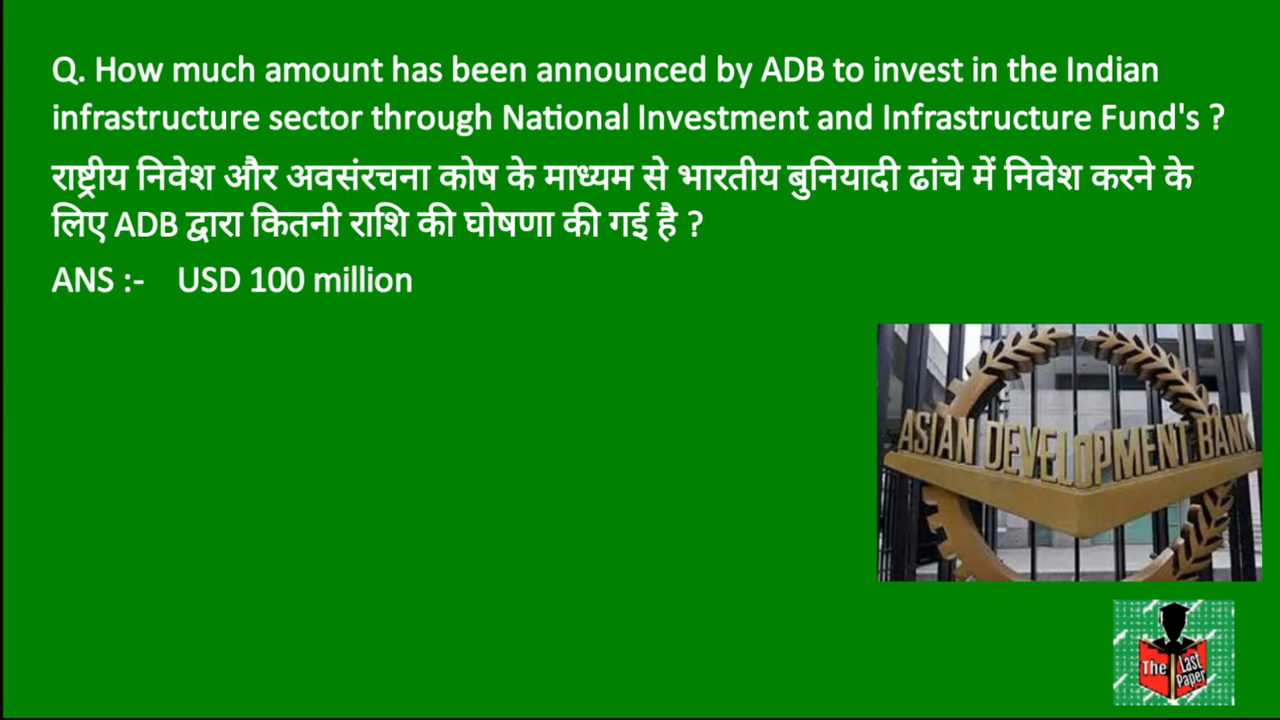 Q. How much amount has been announced by ADB to invest in the Indian
infrastructure sector through National Investment and Infrastructure Fund's ?
राष्ट्रीय निवेश और अवसंरचना कोष के माध्यम से भारतीय बुनियादी ढांचे में निवेश करने के
लिए ADB द्वारा कितनी राशि की घोषणा की गई है ?
ANS :- USD 100 million
ASIAN DEVELOPMENT BANK
The Last
Paper